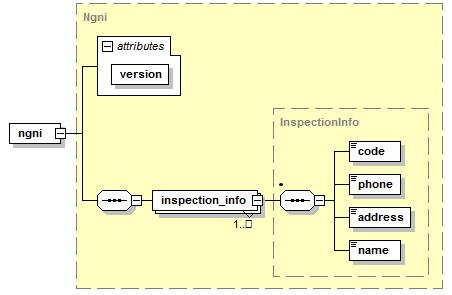 Ngni
attributes
version
ngni
InspectionInfo
code
phone
inspection_info
address
1..□
name